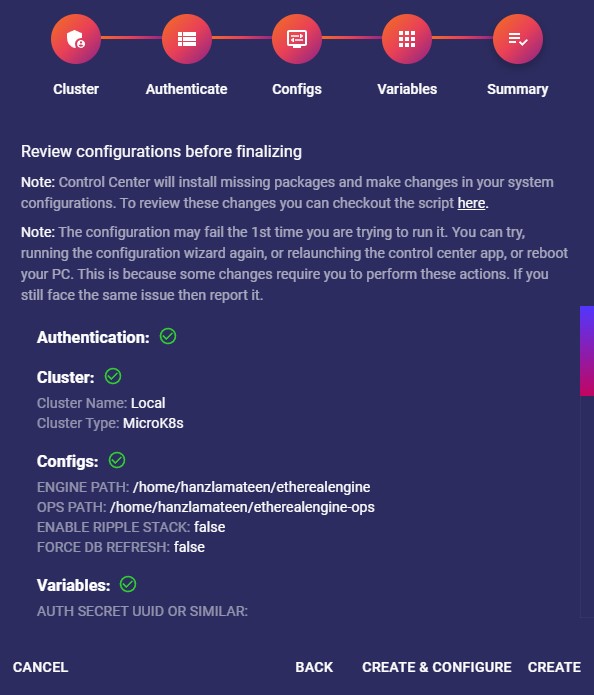 Cluster Authenticate Configs Variables Summary
Review configurations before finalizing
Note: Control Center will install missing packages and make changes in your system
configurations. To review these changes you can checkout the script here.
Note: The configuration may fail the 1st time you are trying to run it. You can try,
running the configuration wizard again, or relaunching the control center app, or reboot
your PC. This is because some changes require you to perform these actions. If you
still face the same issue then report it.
Authentication:
Cluster:
Cluster Name: Local
Cluster Type: MicroK8s
Configs:
ENGINE PATH: /home/hanzlamateen/etherealengine
OPS PATH: /home/hanzlamateen/etherealengine-ops
ENABLE RIPPLE STACK: false
FORCE DB REFRESH: false
Variables:
AUTH SECRET UUID OR SIMILAR:
CANCEL BACK CREATE & CONFIGURE CREATE